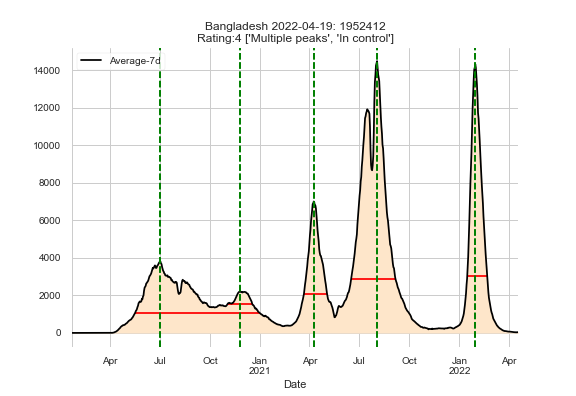 Bangladesh 2022-04-19: 1952412
Rating:4 ['Multiple peaks', 'In control']
Average-7d
14000
12000
10000
8000
6000
4000
2000
0
Apr Jul Oct Jan Apr Jul Oct Jan Apr
2021 2022
Date